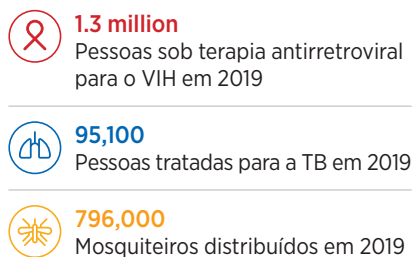 1.3 million
Pessoas sob terapia antirretroviral
para o VIH em 2019
95,100
Pessoas tratadas para a TB em 2019
796,000
Mosquiteiros distribuídos em 2019